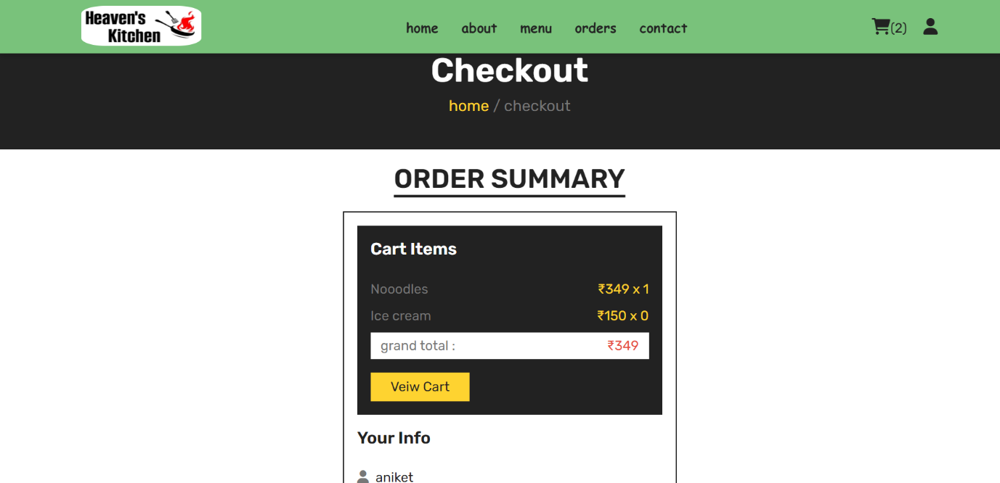 Heaven's
Kitchen
home about menu orders contact
(2)
Checkout
home / checkout
ORDER SUMMARY
Cart Items
Nooodles ₹349 x 1
Ice cream ₹150 x 0
grand total : ₹349
Veiw Cart
Your Info
aniket